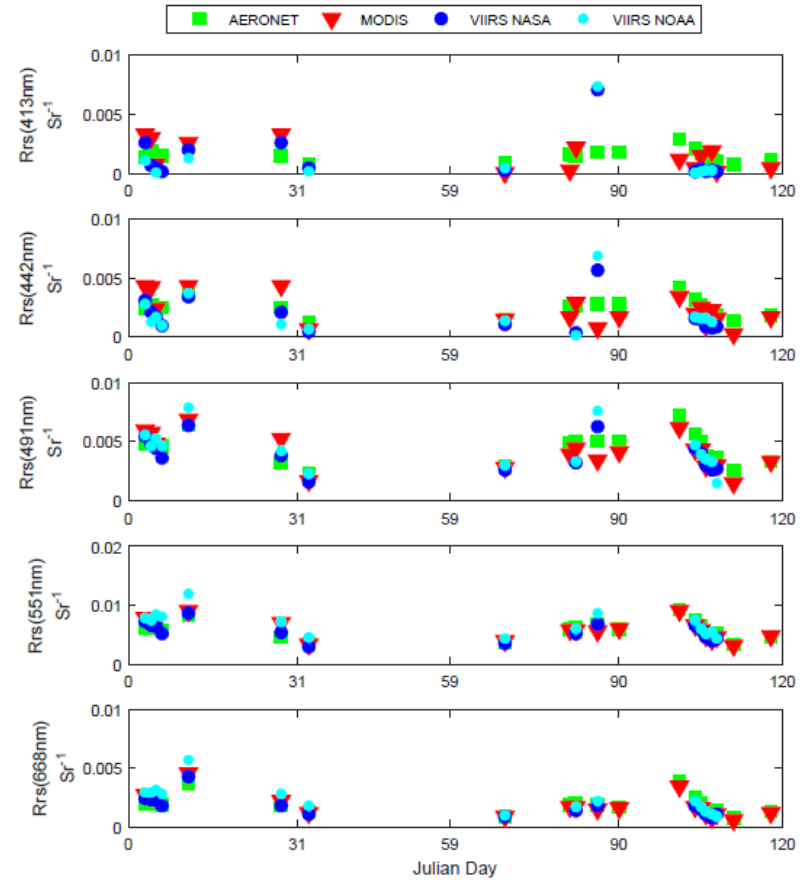 AERONET MODIS VIIRS NASA VIIRS NOAA
Rrs(413nm)
Sr⁻¹
0.01
0.005
0
0 31 59 90 120
Rrs(442nm)
Sr⁻¹
0.01
0.005
0
0 31 59 90 120
Rrs(491nm)
Sr⁻¹
0.01
0.005
0
0 31 59 90 120
Rrs(551nm)
Sr⁻¹
0.02
0.01
0
0 31 59 90 120
Rrs(668nm)
Sr⁻¹
0.01
0.005
0
0 31 59 90 120
Julian Day